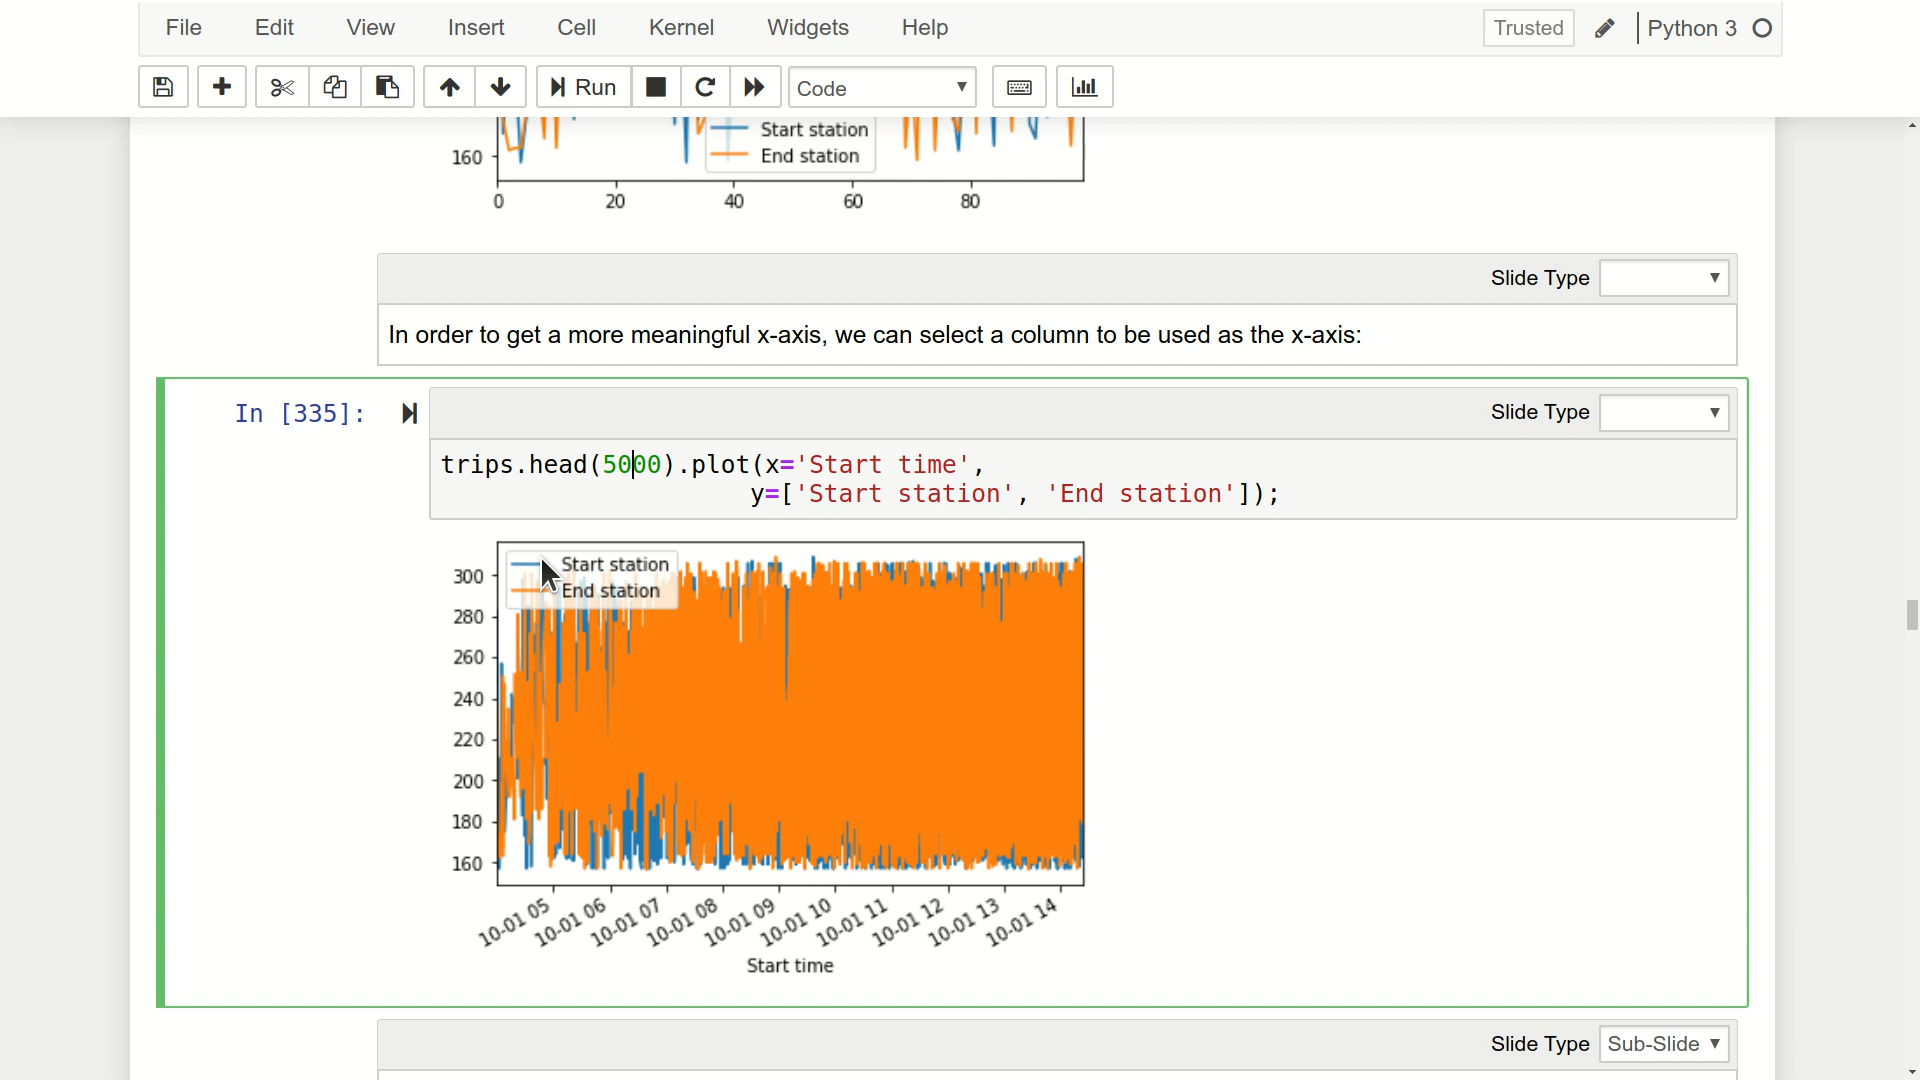 File Edit View Insert Cell Kernel Widgets Help Trusted Python 3
Run Code
Start station
160 End station
0 20 40 60 80
Slide Type
In order to get a more meaningful x-axis, we can select a column to be used as the x-axis:
In [335]: Slide Type
trips.head(5000).plot(x='Start time',
y=['Start station', 'End station']);
Start station
300
End station
280
260
240
220
200
180
160
10-01 05 10-01 06 10-01 07 10-01 08 10-01 09 10-01 10 10-01 11 10-01 12 10-01 13 10-01 14
Start time
Slide Type Sub-Slide